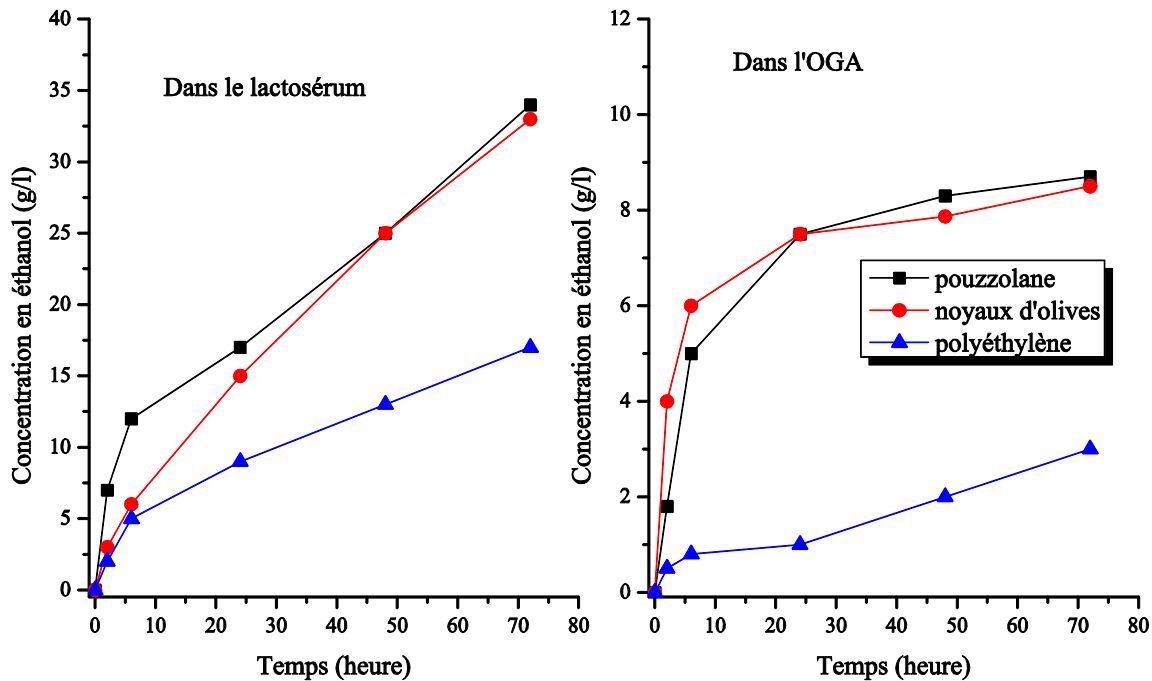 Dans le lactosérum
Concentration en éthanol (g/l)
40
35
30
25
20
15
10
5
0
0 10 20 30 40 50 60 70 80
Temps (heure)
Dans l'OGA
Concentration en éthanol (g/l)
12
10
8
6
4
2
0
0 10 20 30 40 50 60 70 80
Temps (heure)
pouzzolane
noyaux d'olives
polyéthylène